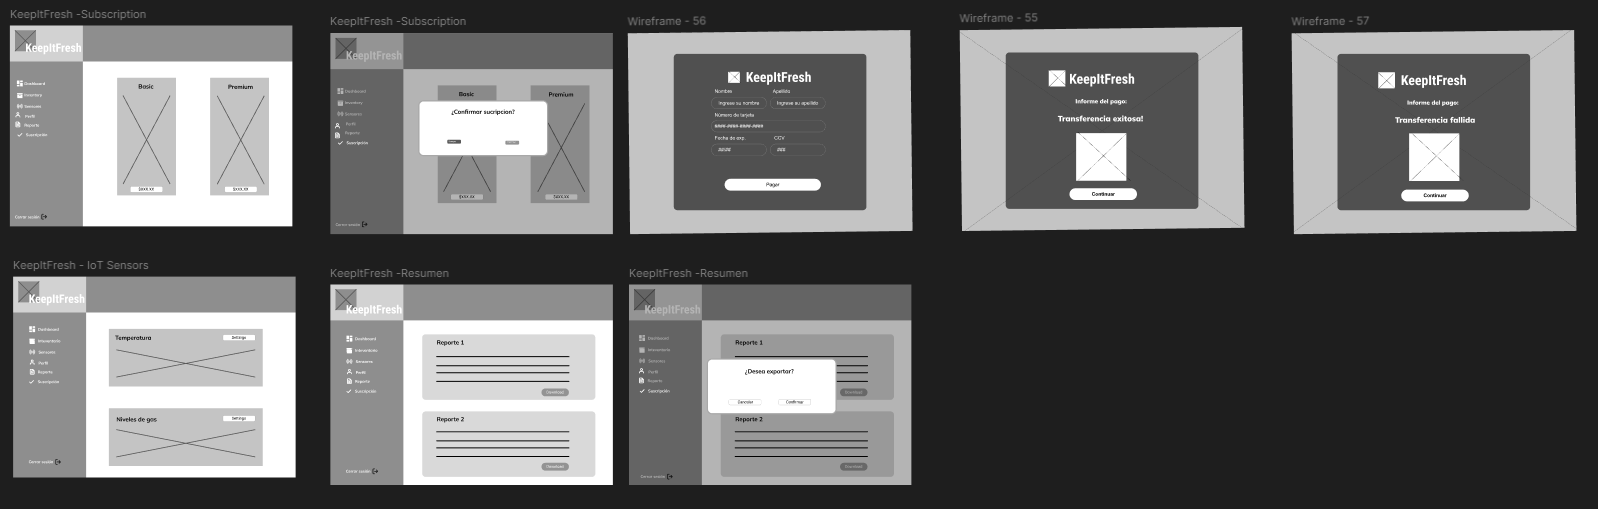 KeepItFresh -Subscription
KeepItFresh
Dashboard
Inventory
Sensores
Perfil
Reporte
Suscripción
Cerrar sesión
Basic
$XXX.XX
Premium
$XXX.XX
KeepItFresh -Subscription
KeepItFresh
Dashboard
Inventory
Sensores
Perfil
Reporte
Suscripción
Cerrar sesión
Basic
Premium
¿Confirmar sucripcion?
$XXX.XX
$XXX.XX
Wireframe - 56
KeepItFresh
Nombre
Apellido
Ingrese su nombre
Ingrese su apellido
Número de tarjeta
####-####-####-####
Fecha de exp.
CCV
##/##
###
Pagar
Wireframe - 55
KeepItFresh
Informe del pago:
Transferencia exitosa!
Continuar
Wireframe - 57
KeepItFresh
Informe del pago:
Transferencia fallida
Continuar
KeepItFresh - IoT Sensors
KeepItFresh
Dashboard
Inventario
Sensores
Perfil
Reporte
Suscripción
Cerrar sesión
Temperatura
Settings
Niveles de gas
Settings
KeepItFresh -Resumen
KeepItFresh
Dashboard
Inventario
Sensores
Perfil
Reporte
Suscripción
Cerrar sesión
Reporte 1
Download
Reporte 2
Download
KeepItFresh -Resumen
KeepItFresh
Dashboard
Inventario
Sensores
Perfil
Reporte
Suscripción
Cerrar sesión
Reporte 1
¿Desea exportar?
Cancelar
Confirmar
Download
Reporte 2
Download